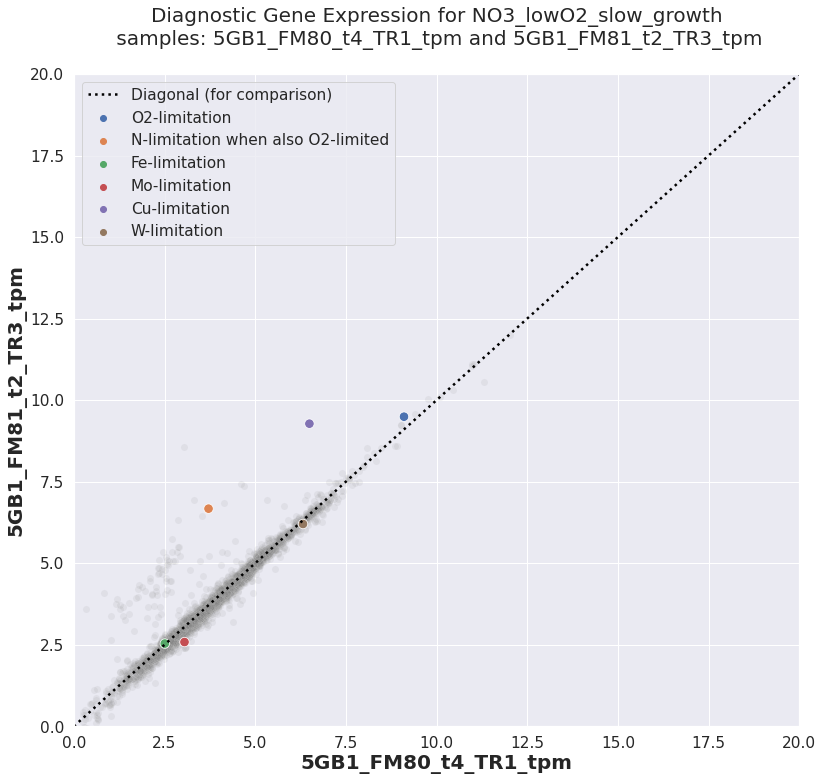 Diagnostic Gene Expression for NO3_lowO2_slow_growth
samples: 5GB1_FM80_t4_TR1_tpm and 5GB1_FM81_t2_TR3_tpm
20.0
17.5
15.0
12.5
10.0
7.5
5.0
2.5
0.0
5GB1_FM81_t2_TR3_tpm
Diagonal (for comparison)
O2-limitation
N-limitation when also O2-limited
Fe-limitation
Mo-limitation
Cu-limitation
W-limitation
0.0 2.5 5.0 7.5 10.0 12.5 15.0 17.5 20.0
5GB1_FM80_t4_TR1_tpm